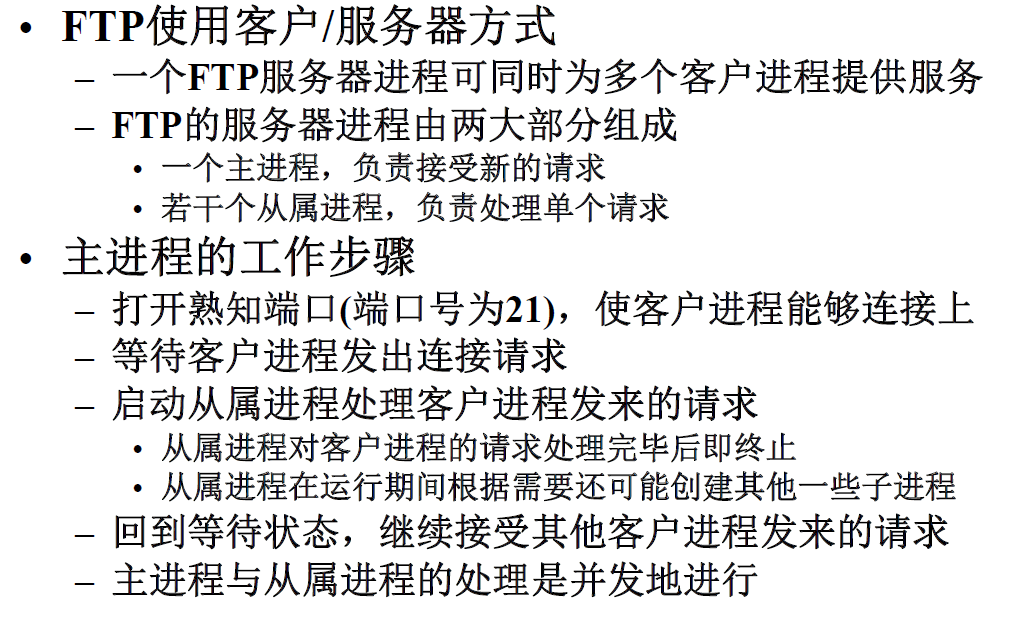 • FTP使用客户/服务器方式
– 一个FTP服务器进程可同时为多个客户进程提供服务
– FTP的服务器进程由两大部分组成
• 一个主进程，负责接受新的请求
• 若干个从属进程，负责处理单个请求
• 主进程的工作步骤
– 打开熟知端口(端口号为21)，使客户进程能够连接上
– 等待客户进程发出连接请求
– 启动从属进程处理客户进程发来的请求
• 从属进程对客户进程的请求处理完毕后即终止
• 从属进程在运行期间根据需要还可能创建其他一些子进程
– 回到等待状态，继续接受其他客户进程发来的请求
– 主进程与从属进程的处理是并发地进行